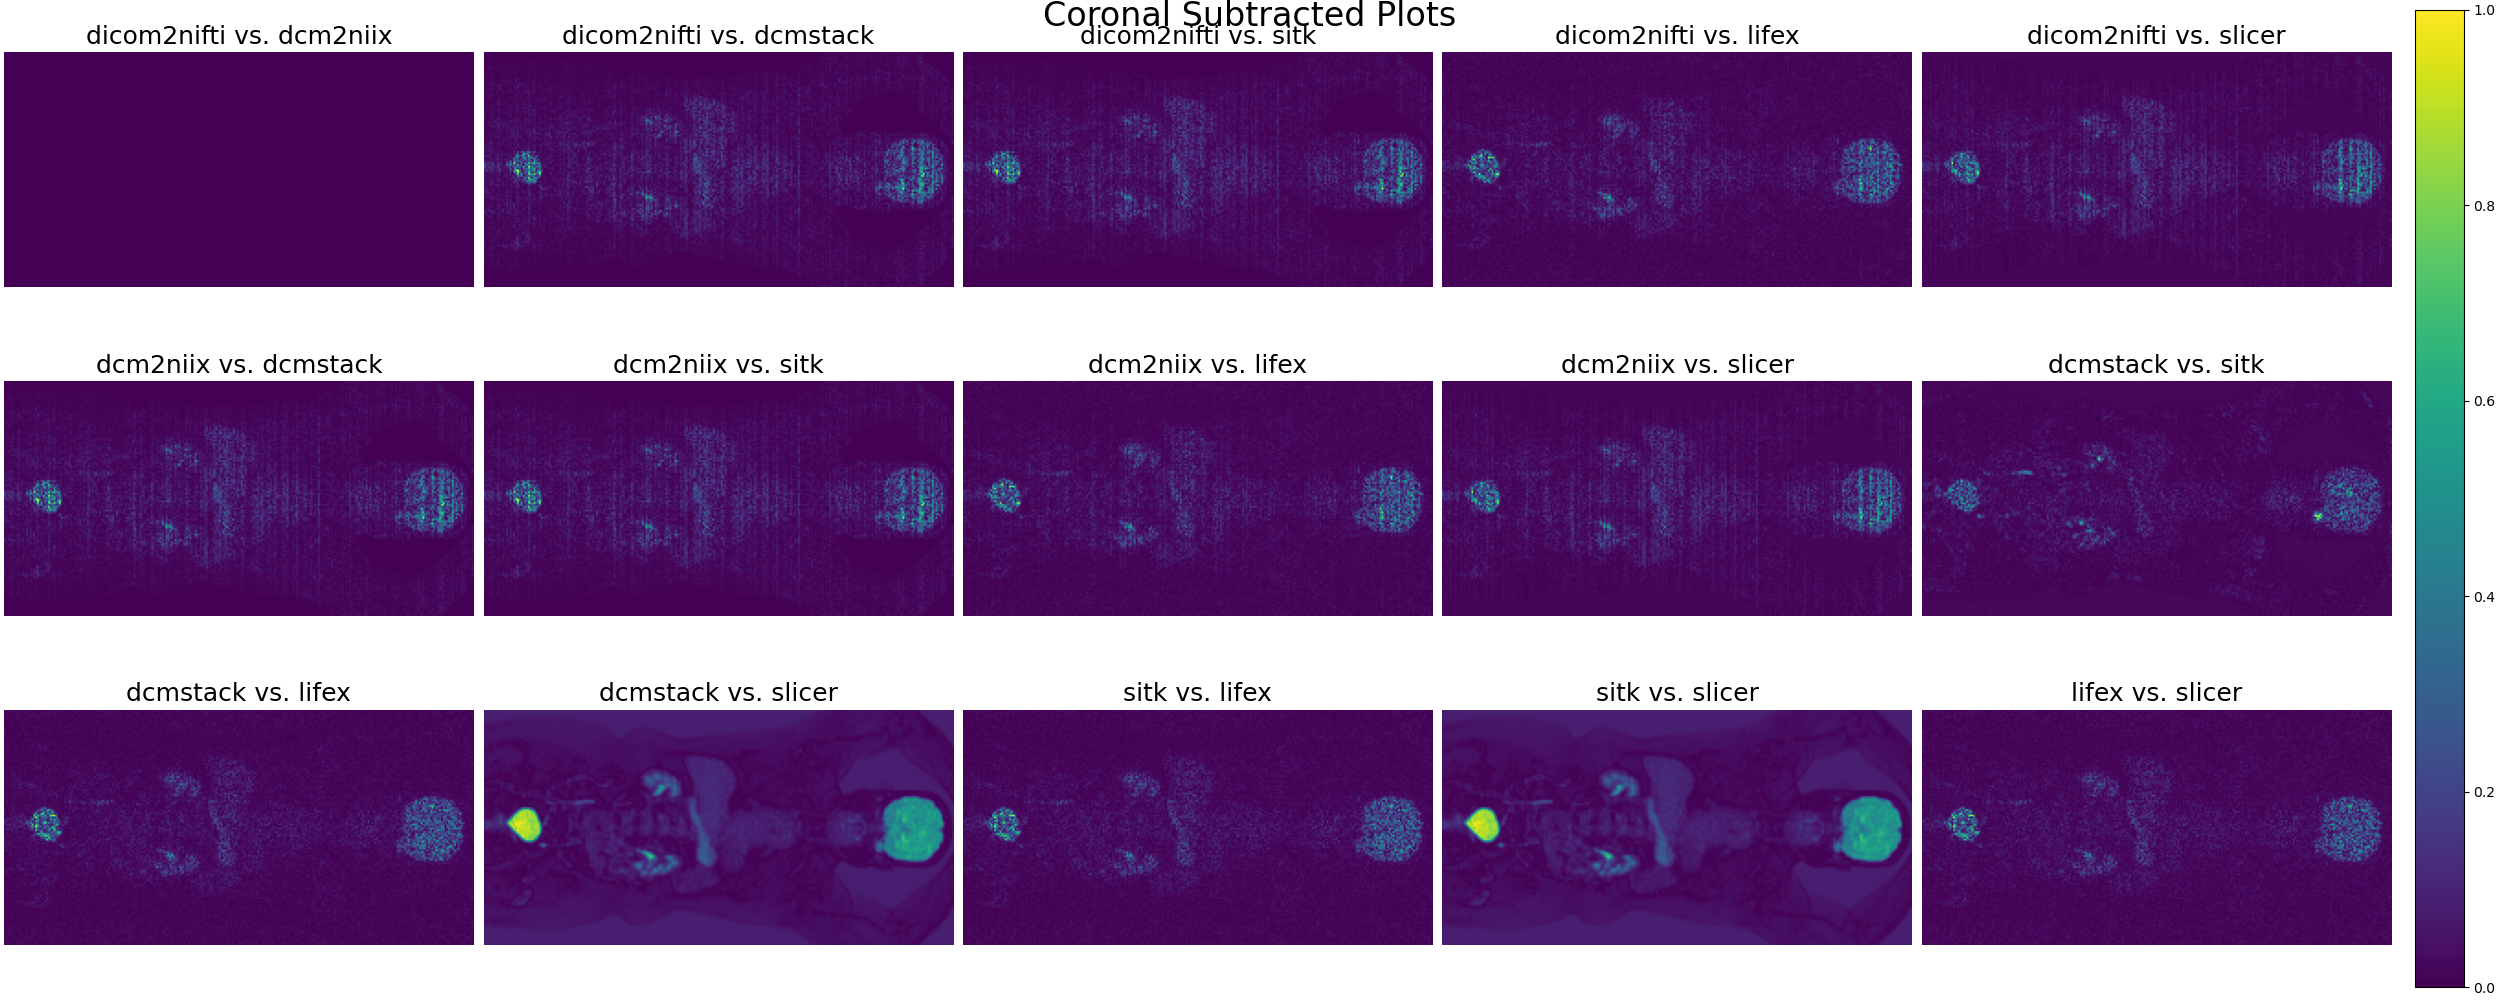 Coronal Subtracted Plots
dicom2nifti vs. dcm2niix
dicom2nifti vs. dcmstack
dicom2nifti vs. sitk
dicom2nifti vs. lifex
dicom2nifti vs. slicer
dcm2niix vs. dcmstack
dcm2niix vs. sitk
dcm2niix vs. lifex
dcm2niix vs. slicer
dcmstack vs. sitk
dcmstack vs. lifex
dcmstack vs. slicer
sitk vs. lifex
sitk vs. slicer
lifex vs. slicer
1.0
0.8
0.6
0.4
0.2
0.0